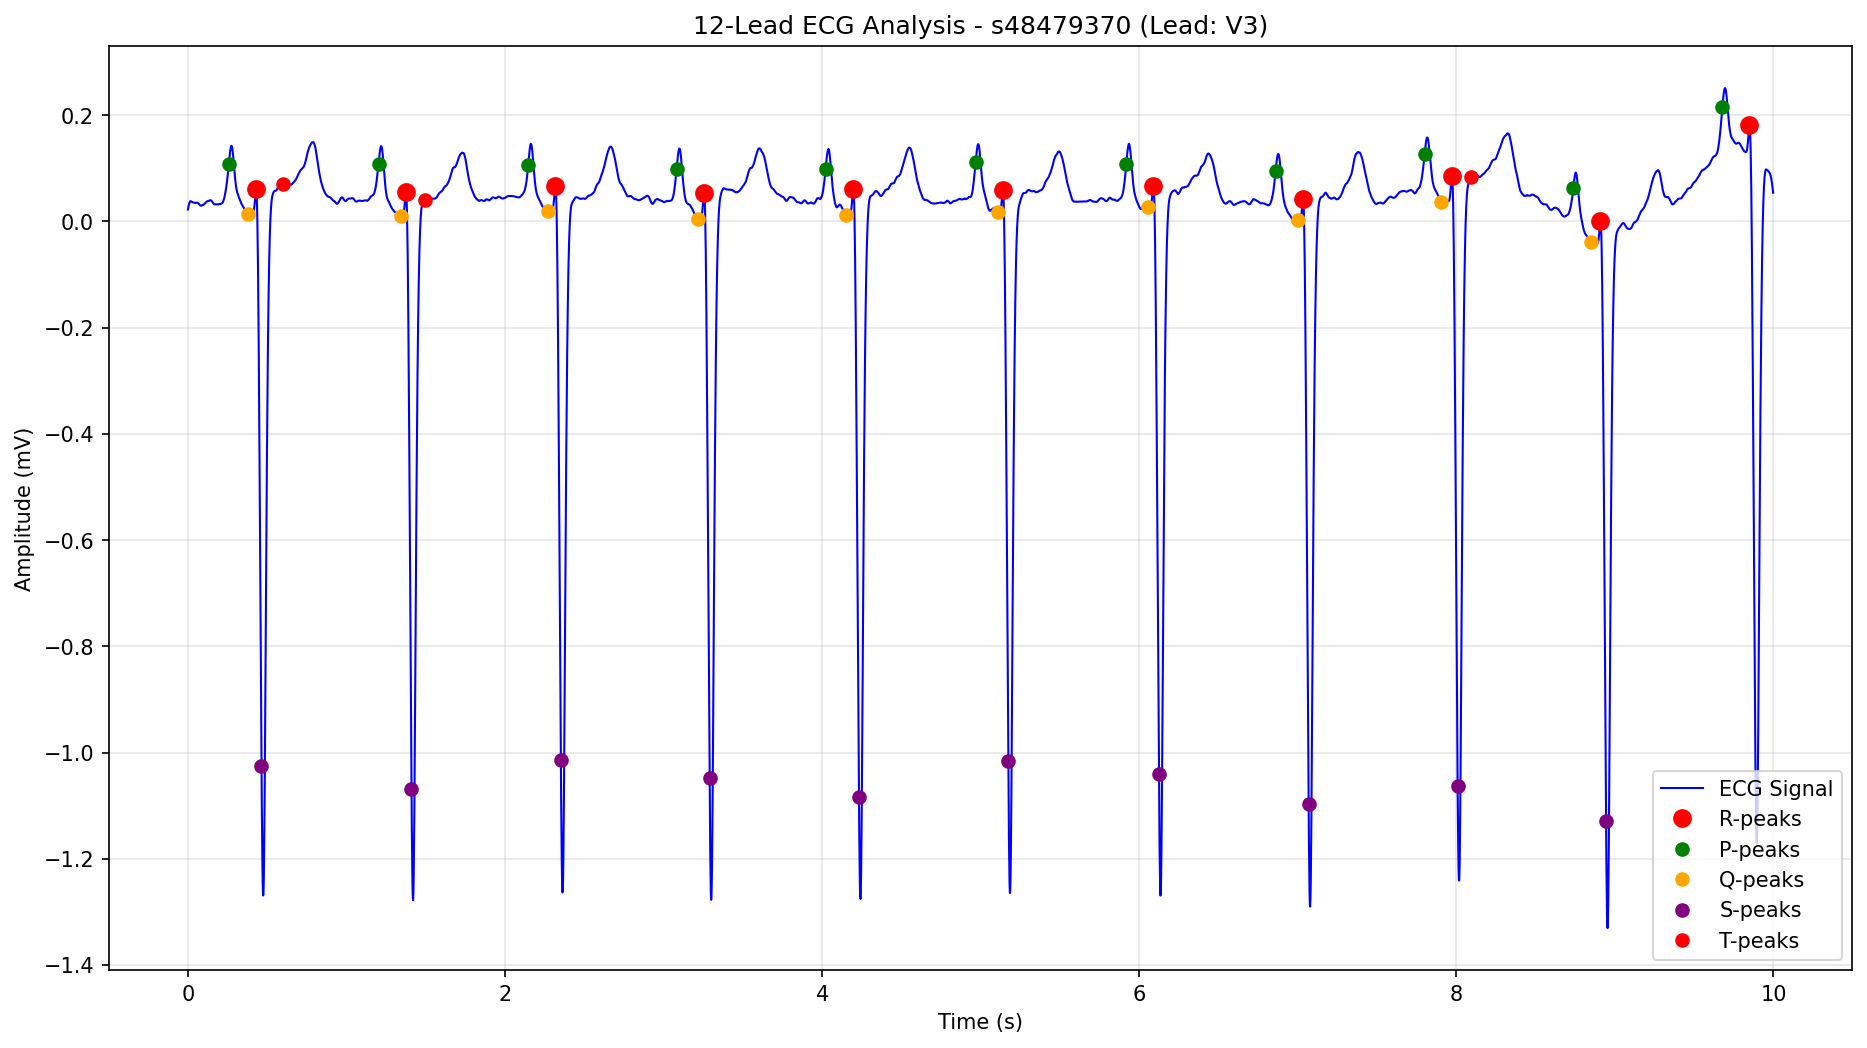 12-Lead ECG Analysis - s48479370 (Lead: V3)
Amplitude (mV)
0.2
0.0
−0.2
−0.4
−0.6
−0.8
−1.0
−1.2
−1.4
ECG Signal
R-peaks
P-peaks
Q-peaks
S-peaks
T-peaks
0 2 4 6 8 10
Time (s)